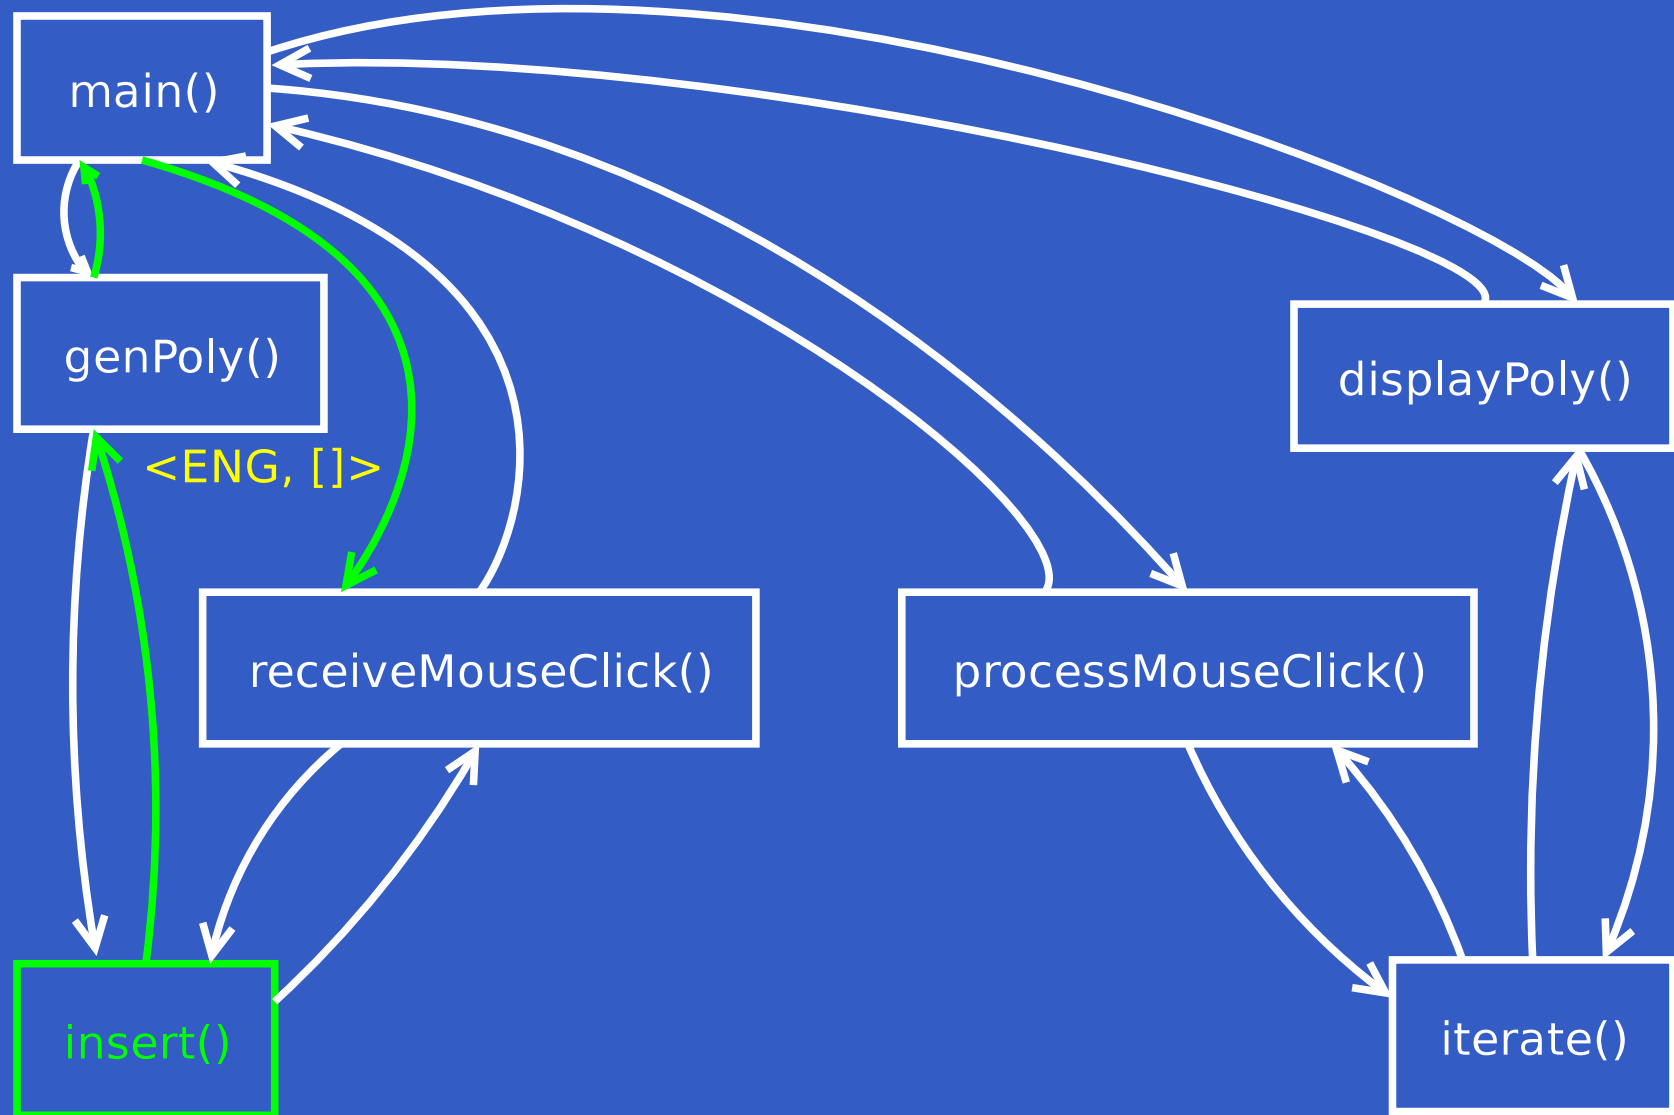 main()
genPoly()
displayPoly()
<ENG, []>
receiveMouseClick()
processMouseClick()
insert()
iterate()